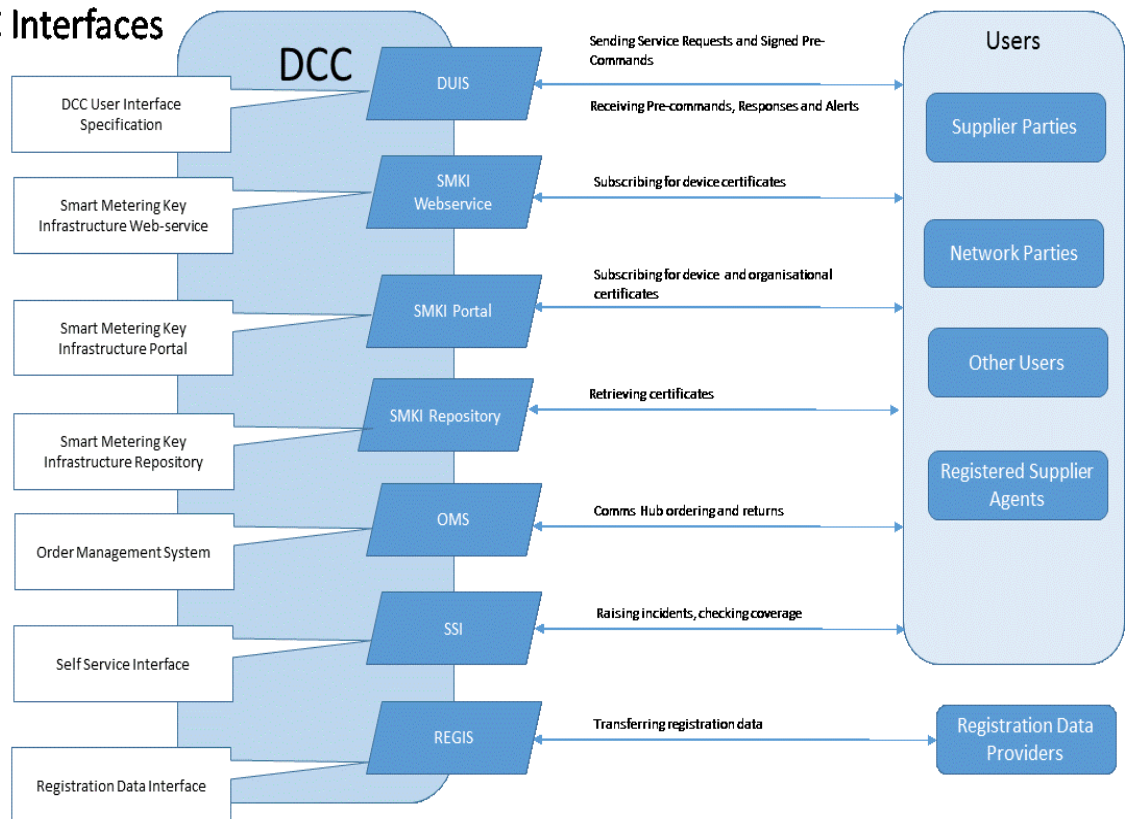 Interfaces
DCC
Users
DCC User Interface
Specification
DUIS
Sending Service Requests and Signed Pre-
Commands
Receiving Pre-commands, Responses and Alerts
Supplier Parties
Smart Metering Key
Infrastructure Web-service
SMKI
Webservice
Subscribing for device certificates
Network Parties
Smart Metering Key
Infrastructure Portal
SMKI Portal
Subscribing for device and organisational
certificates
Other Users
Smart Metering Key
Infrastructure Repository
SMKI Repository
Retrieving certificates
Registered Supplier
Agents
Order Management System
OMS
Comms Hub ordering and returns
Self Service Interface
SSI
Raising incidents, checking coverage
Registration Data Interface
REGIS
Transferring registration data
Registration Data
Providers